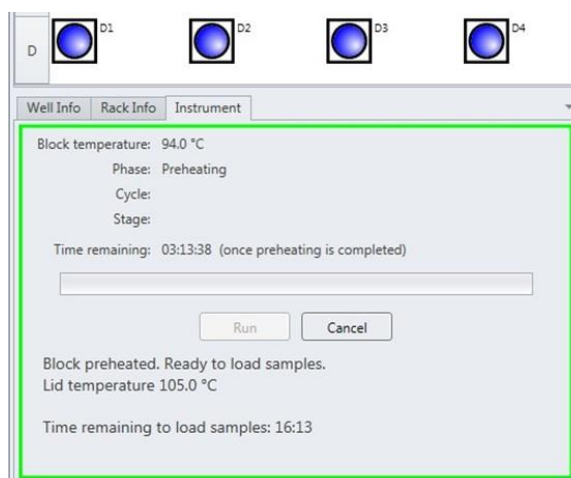 D D1 D2 D3 D4
Well Info Rack Info Instrument
Block temperature: 94.0 °C
Phase: Preheating
Cycle:
Stage:
Time remaining: 03:13:38 (once preheating is completed)
Run Cancel
Block preheated. Ready to load samples.
Lid temperature 105.0 °C
Time remaining to load samples: 16:13